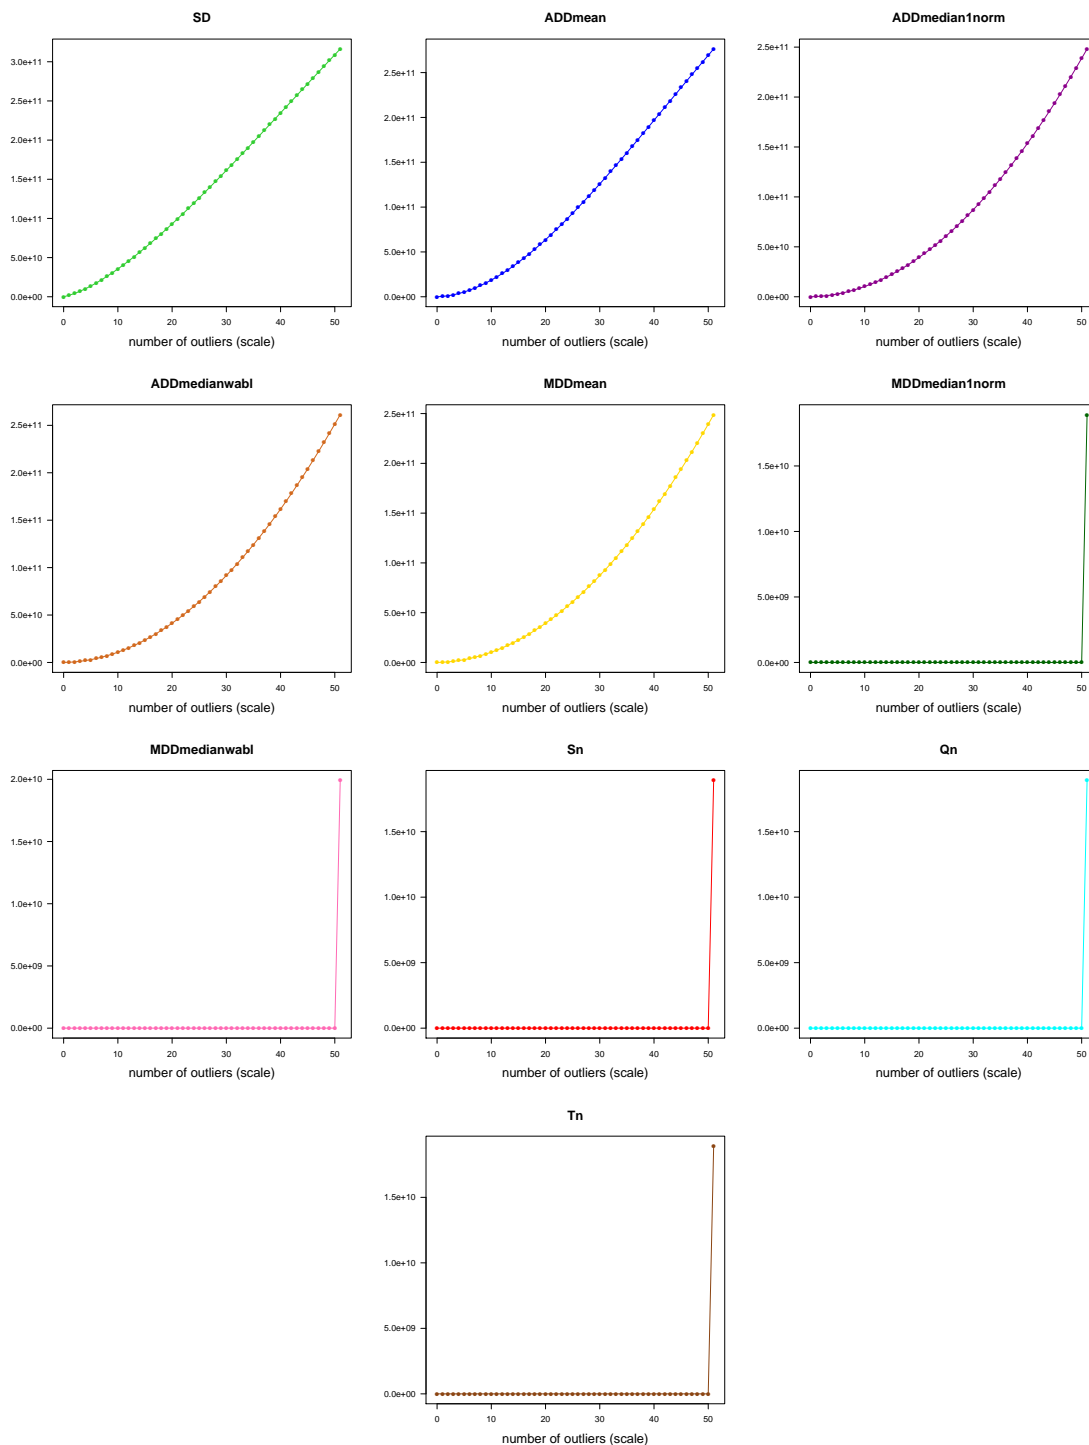 SD
3.0e+11
2.5e+11
2.0e+11
1.5e+11
1.0e+11
5.0e+10
0.0e+00
0 10 20 30 40 50
number of outliers (scale)
ADDmean
2.5e+11
2.0e+11
1.5e+11
1.0e+11
5.0e+10
0.0e+00
0 10 20 30 40 50
number of outliers (scale)
ADDmedian1norm
2.5e+11
2.0e+11
1.5e+11
1.0e+11
5.0e+10
0.0e+00
0 10 20 30 40 50
number of outliers (scale)
ADDmedianwabl
2.5e+11
2.0e+11
1.5e+11
1.0e+11
5.0e+10
0.0e+00
0 10 20 30 40 50
number of outliers (scale)
MDDmean
2.5e+11
2.0e+11
1.5e+11
1.0e+11
5.0e+10
0.0e+00
0 10 20 30 40 50
number of outliers (scale)
MDDmedian1norm
1.5e+10
1.0e+10
5.0e+09
0.0e+00
0 10 20 30 40 50
number of outliers (scale)
MDDmedianwabl
2.0e+10
1.5e+10
1.0e+10
5.0e+09
0.0e+00
0 10 20 30 40 50
number of outliers (scale)
Sn
1.5e+10
1.0e+10
5.0e+09
0.0e+00
0 10 20 30 40 50
number of outliers (scale)
Qn
1.5e+10
1.0e+10
5.0e+09
0.0e+00
0 10 20 30 40 50
number of outliers (scale)
Tn
1.5e+10
1.0e+10
5.0e+09
0.0e+00
0 10 20 30 40 50
number of outliers (scale)